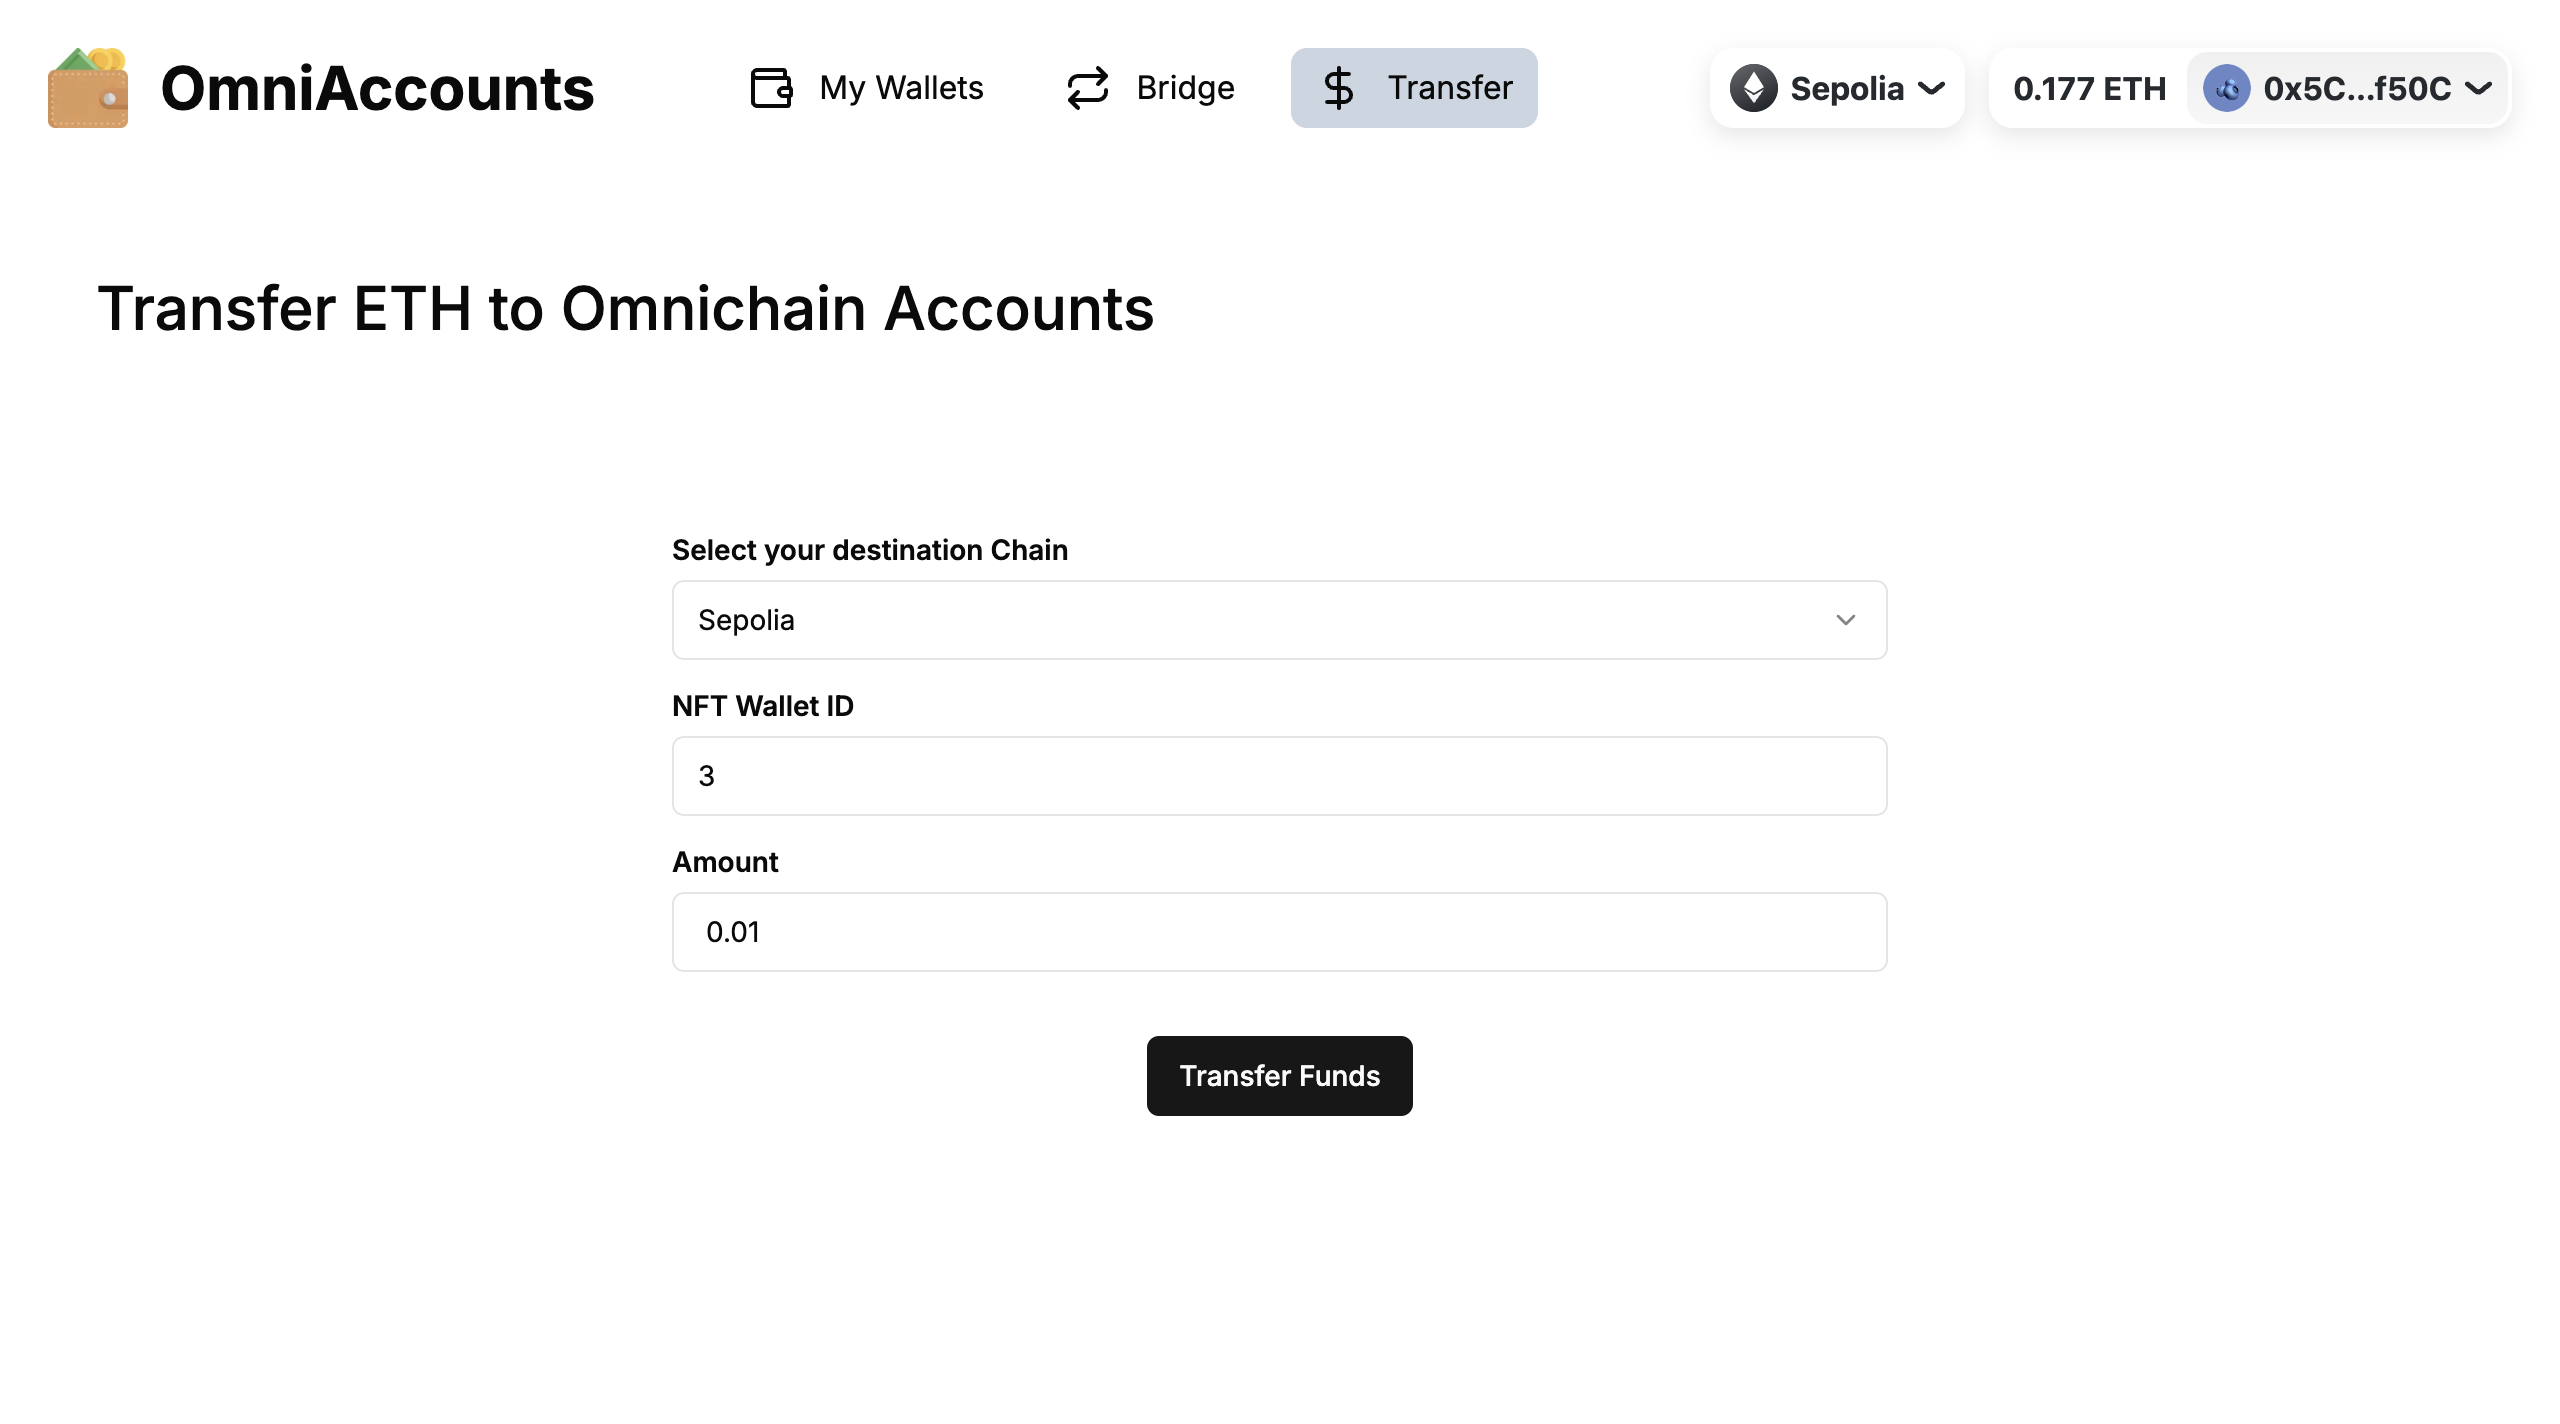 OmniAccounts
My Wallets
Bridge
Transfer
Sepolia
0.177 ETH
0x5C...f50C
Transfer ETH to Omnichain Accounts
Select your destination Chain
Sepolia
NFT Wallet ID
3
Amount
0.01
Transfer Funds